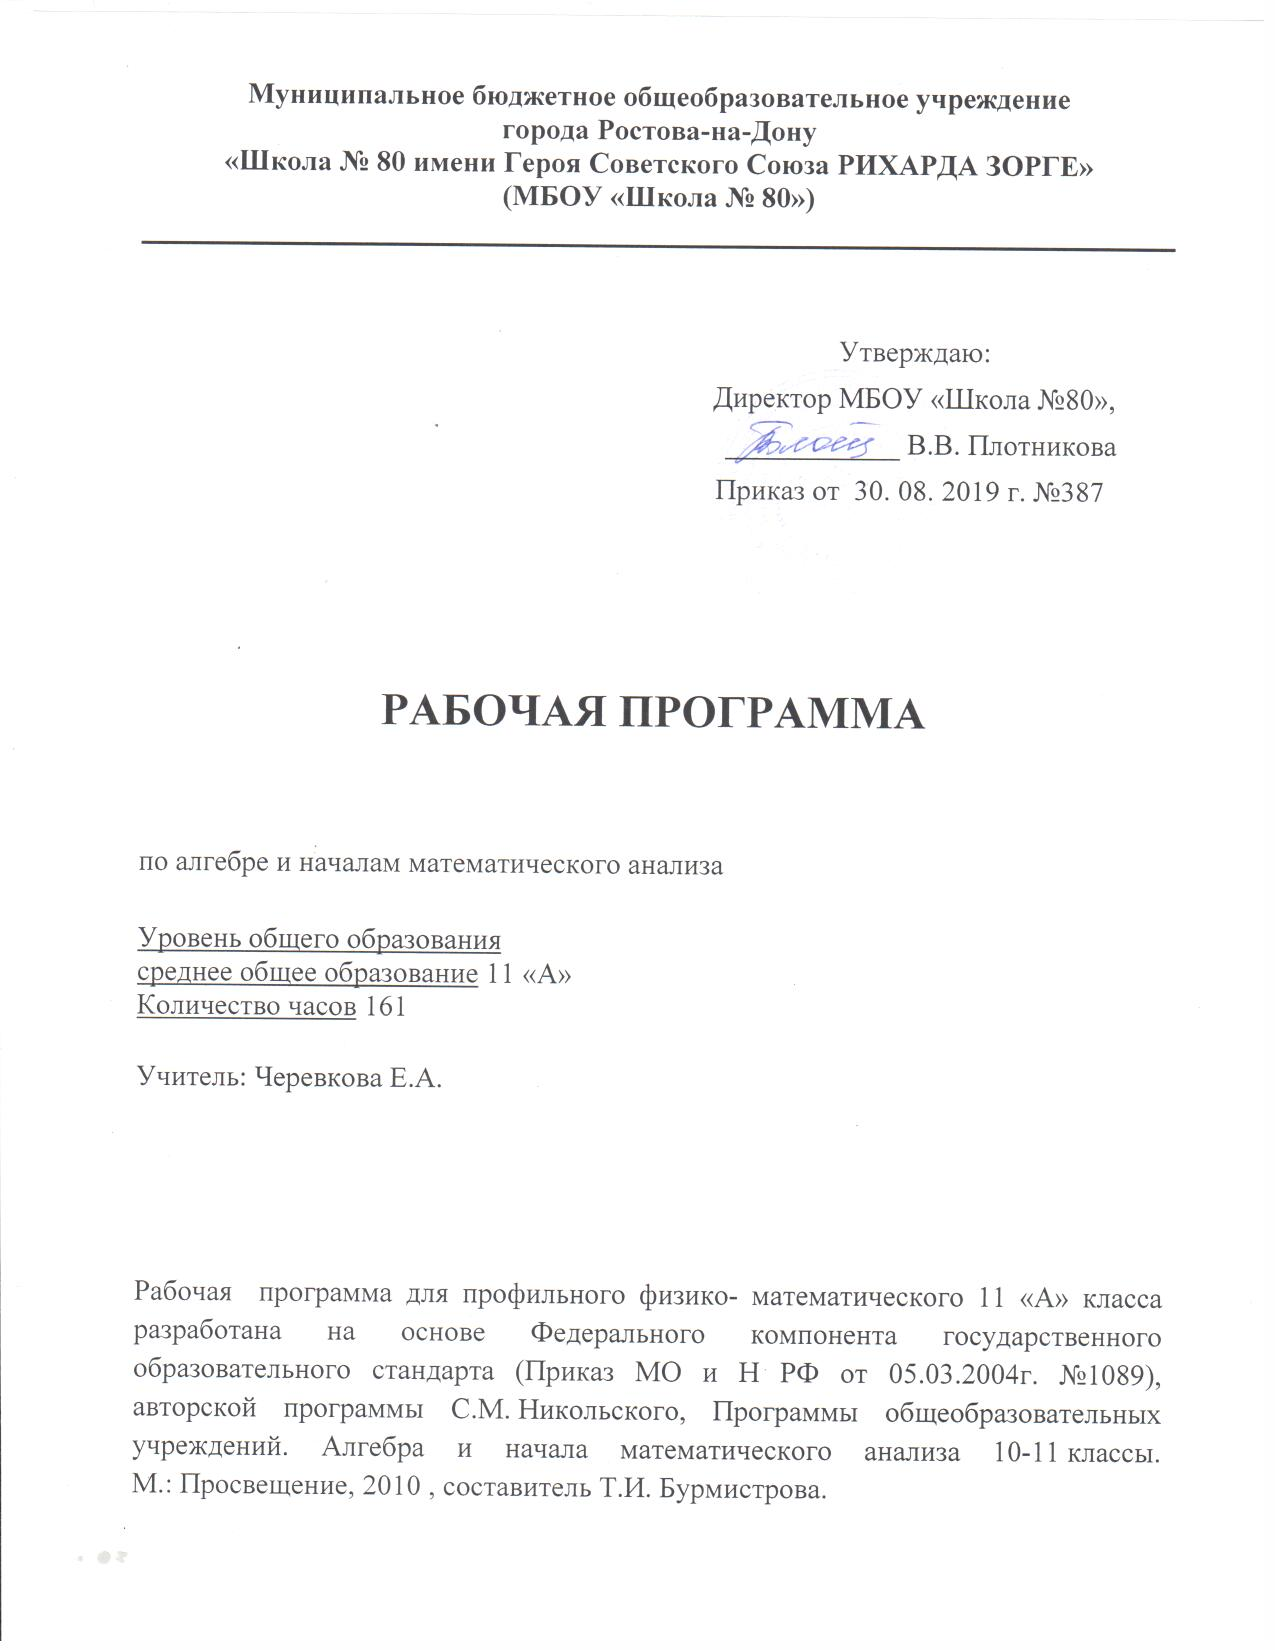 Муниципальное бюджетное общеобразовательное учреждение
города Ростова-на-Дону
«Школа № 80 имени Героя Советского Союза РИХАРДА ЗОРГЕ»
(МБОУ «Школа № 80»)
Утверждаю:
Директор МБОУ «Школа №80»,
____________ В.В. Плотникова
Приказ от 30. 08. 2019 г. №387
РАБОЧАЯ ПРОГРАММА
по алгебре и началам математического анализа
Уровень общего образования
среднее общее образование 11 «А»
Количество часов 161
Учитель: Черевкова Е.А.
Рабочая программа для профильного физико- математического 11 «А» класса
разработана на основе Федерального компонента государственного
образовательного стандарта (Приказ МО и Н РФ от 05.03.2004г. №1089),
авторской программы С.М. Никольского, Программы общеобразовательных
учреждений. Алгебра и начала математического анализа 10-11 классы.
М.: Просвещение, 2010 , составитель Т.И. Бурмистрова.